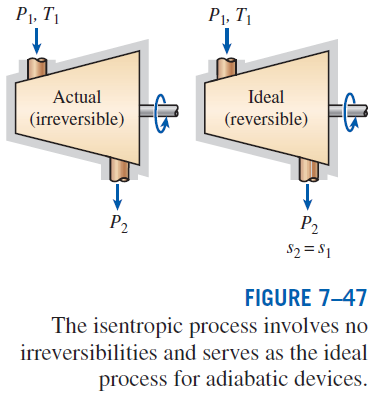 P1, T1
P1, T1
Actual
(irreversible)
Ideal
(reversible)
P2
P2
s2 = s1
FIGURE 7–47
The isentropic process involves no
irreversibilities and serves as the ideal
process for adiabatic devices.